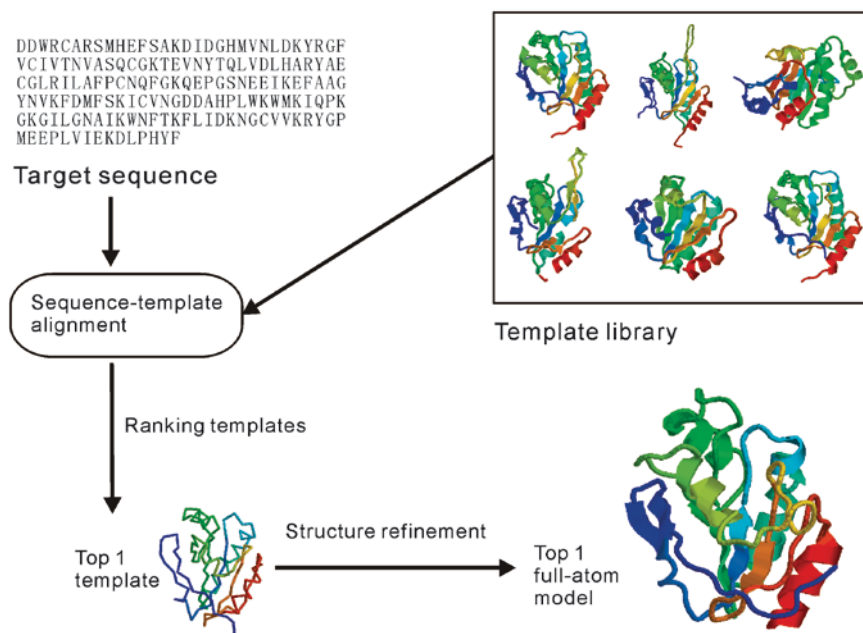 DDWRCARSMHEFSAKDIDGHMVNLDKYRGF
VCIVTNVASQCGKTEVNYTQLVDLHARYAE
CGLRILAFPCNQFGKQEPGSNEEIKEFAAG
YNVKFDMFSKICVNGDDAHPLWKWMKIQPK
GKGILGNAIKWNFTKFLIDKNGCVVKRYGP
MEEPLVIEKDLPHYF
Target sequence
Sequence-template
alignment
Template library
Ranking templates
Top 1
template
Structure refinement
Top 1
full-atom
model